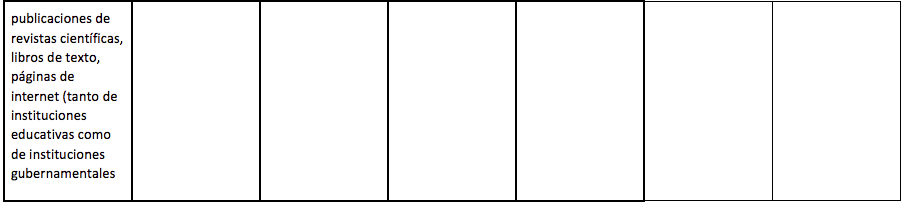 publicaciones de
revistas científicas,
libros de texto,
páginas de
internet (tanto de
instituciones
educativas como
de instituciones
gubernamentales